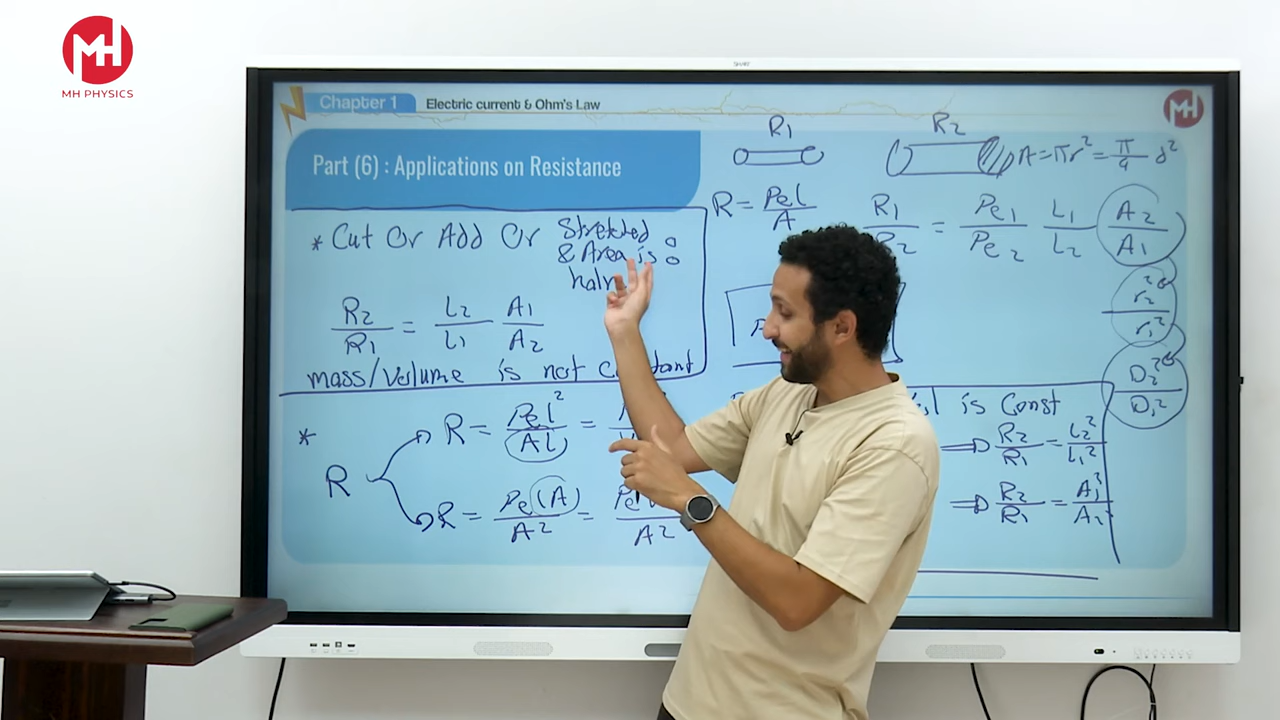 MH
MH PHYSICS
SHARP
Chapter 1 Electric current & Ohm's Law
MH
Part (6) : Applications on Resistance
R1
R2
A=πr²=π/4 d²
R=ρeL/A
R1/R2 = ρe1/ρe2 L1/L2 A2/A1
r2²/r1²
D2²/D1²
* Cut Or Add Or Stretched
& Area is
R2/R1 = L2/L1 A1/A2
mass/volume is not constant
* R
R = ρeL²/AL =
is Const
⇒ R2/R1 = L2²/L1²
R = ρe(A)/A² = ρe/A²
⇒ R2/R1 = A1²/A2²